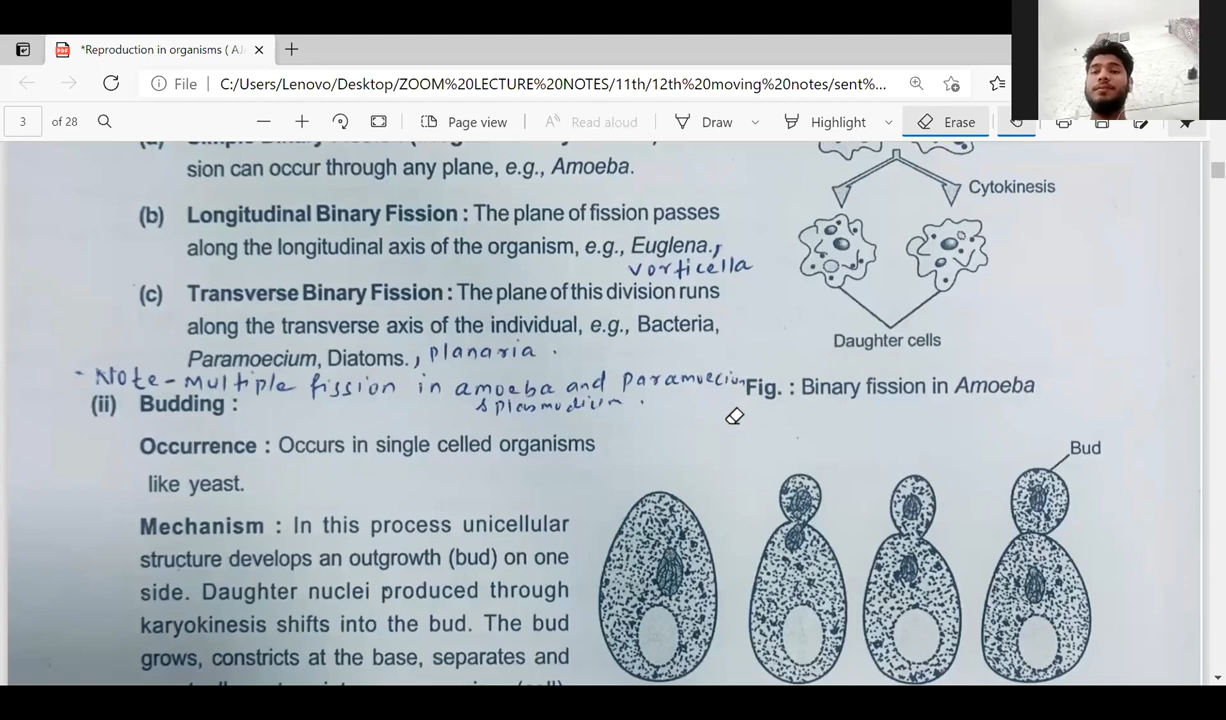 *Reproduction in organisms ( AJ
File
C:/Users/Lenovo/Desktop/ZOOM%20LECTURE%20NOTES/11th/12th%20moving%20notes/sent%...
3 of 28
Page view
Read aloud
Draw
Highlight
Erase
sion can occur through any plane, e.g., Amoeba.
Cytokinesis
(b) Longitudinal Binary Fission : The plane of fission passes
along the longitudinal axis of the organism, e.g., Euglena.,
vorticella
(c) Transverse Binary Fission : The plane of this division runs
along the transverse axis of the individual, e.g., Bacteria,
Paramoecium, Diatoms. , planaria .
Daughter cells
- Note - Multiple fission in amoeba and Paramoecium
& Plasmodium .
Fig. : Binary fission in Amoeba
(ii) Budding :
Occurrence : Occurs in single celled organisms
like yeast.
Bud
Mechanism : In this process unicellular
structure develops an outgrowth (bud) on one
side. Daughter nuclei produced through
karyokinesis shifts into the bud. The bud
grows, constricts at the base, separates and